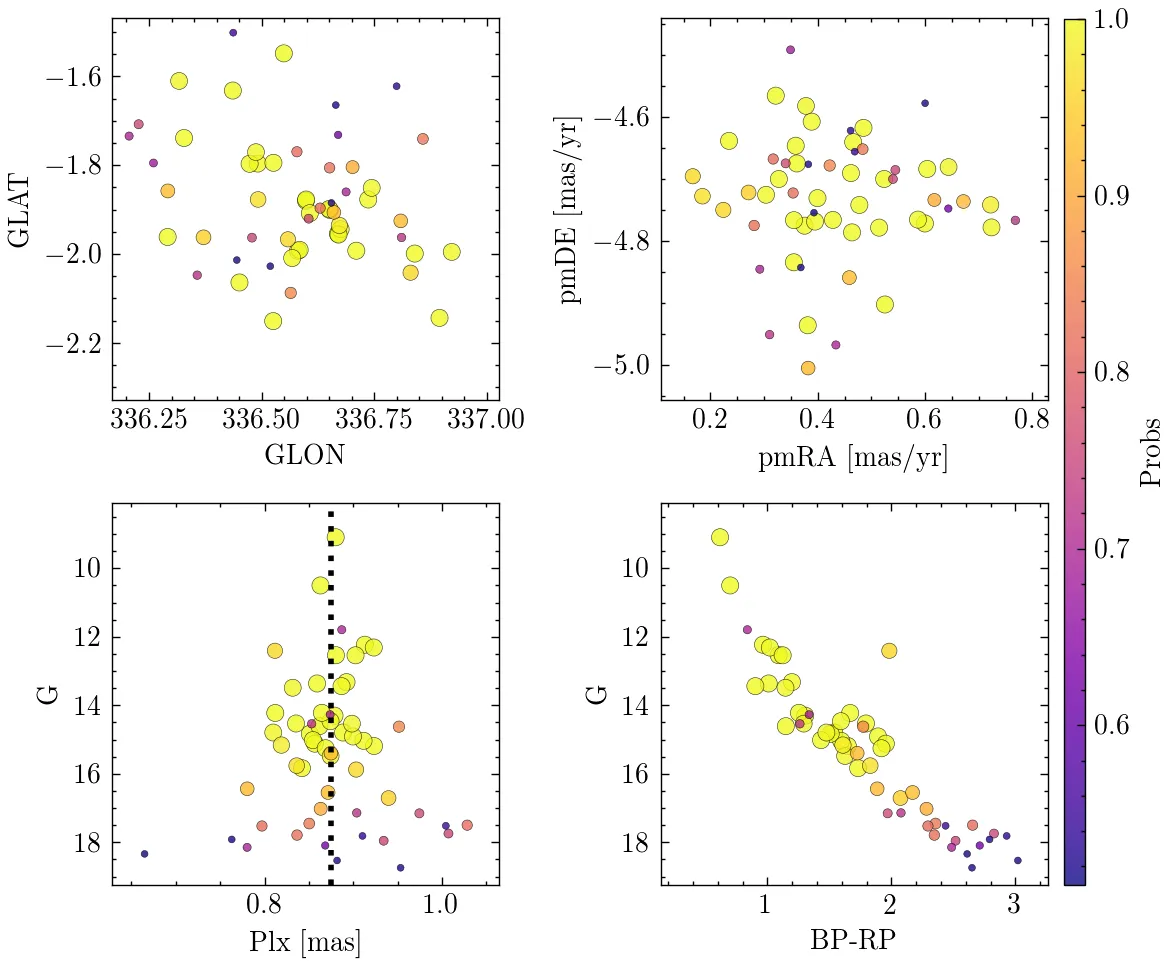 −1.6
−1.8
−2.0
−2.2
GLAT
336.25 336.50 336.75 337.00
GLON
−4.6
−4.8
−5.0
pmDE [mas/yr]
0.2 0.4 0.6 0.8
pmRA [mas/yr]
10
12
14
16
18
G
0.8 1.0
Plx [mas]
10
12
14
16
18
G
1 2 3
BP-RP
1.0
0.9
0.8
0.7
0.6
Probs